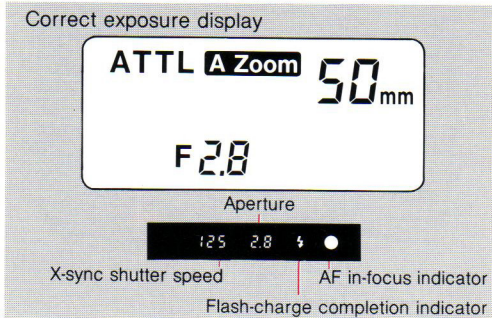 Correct exposure display
ATTL A Zoom 50mm
F2.8
Aperture
125 2.8
X-sync shutter speed AF in-focus indicator
Flash-charge completion indicator